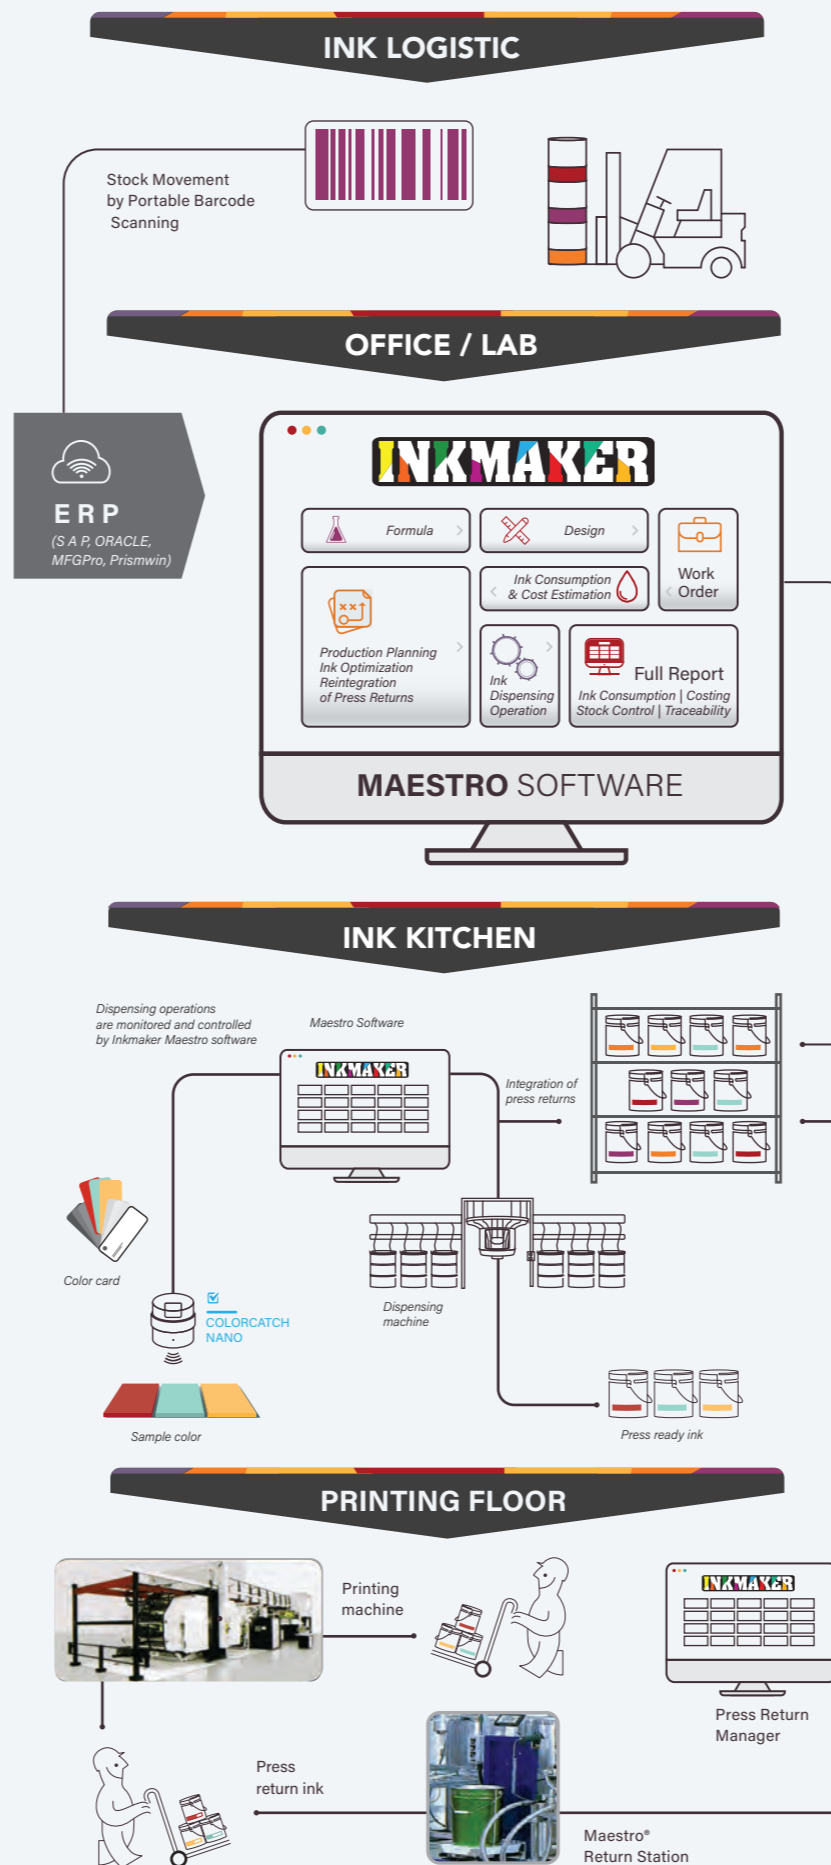 INK LOGISTIC
Stock Movement
by Portable Barcode
Scanning
OFFICE / LAB
ERP
(S A P, ORACLE,
MFGPro, Prismwin)
INKMAKER
Formula
Design
Work
Order
Ink Consumption
& Cost Estimation
Production Planning
Ink Optimization
Reintegration
of Press Returns
Ink
Dispensing
Operation
Full Report
Ink Consumption | Costing
Stock Control | Traceability
MAESTRO SOFTWARE
INK KITCHEN
Dispensing operations
are monitored and controlled
by Inkmaker Maestro software
Maestro Software
INKMAKER
Integration of
press returns
Color card
COLORCATCH
NANO
Dispensing
machine
Sample color
Press ready ink
PRINTING FLOOR
Printing
machine
INKMAKER
Press Return
Manager
Press
return ink
Maestro®
Return Station